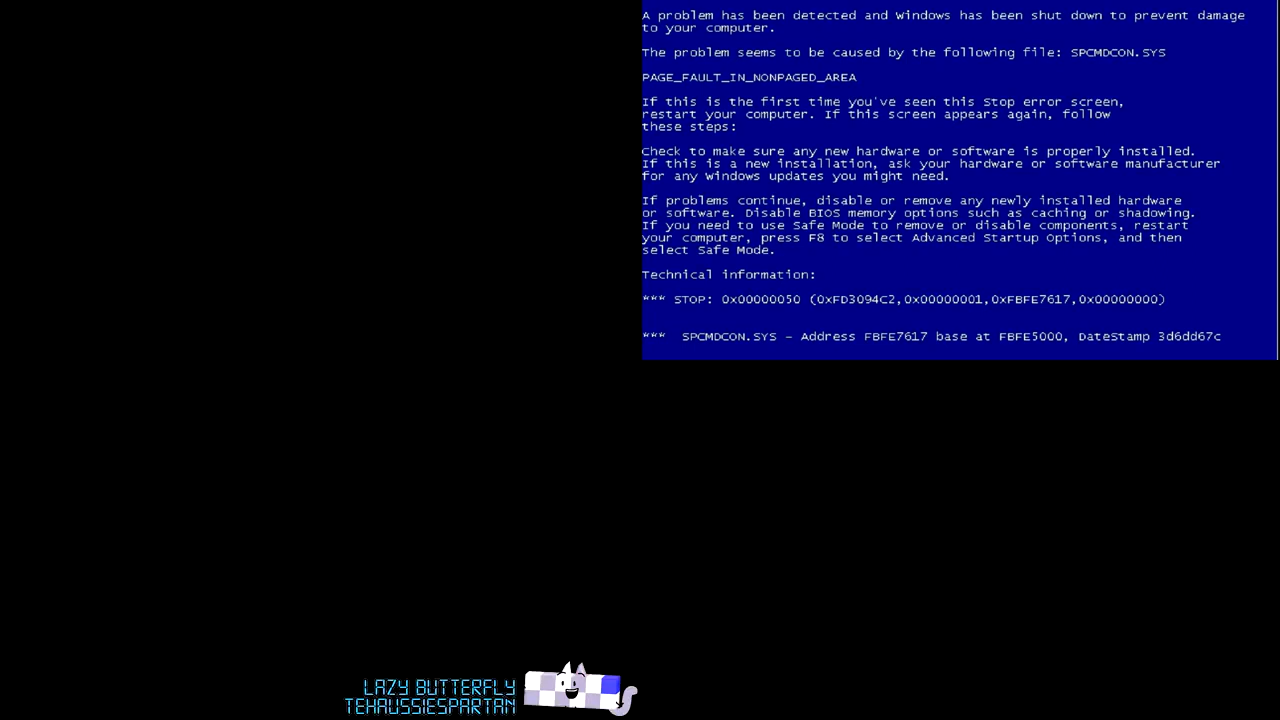 A problem has been detected and Windows has been shut down to prevent damage
to your computer.
The problem seems to be caused by the following file: SPCMDCON.SYS
PAGE_FAULT_IN_NONPAGED_AREA
If this is the first time you've seen this Stop error screen,
restart your computer. If this screen appears again, follow
these steps:
Check to make sure any new hardware or software is properly installed.
If this is a new installation, ask your hardware or software manufacturer
for any Windows updates you might need.
If problems continue, disable or remove any newly installed hardware
or software. Disable BIOS memory options such as caching or shadowing.
If you need to use Safe Mode to remove or disable components, restart
your computer, press F8 to select Advanced Startup Options, and then
select Safe Mode.
Technical information:
*** STOP: 0x00000050 (0xFD3094C2,0x00000001,0xFBFE7617,0x00000000)
*** SPCMDCON.SYS - Address FBFE7617 base at FBFE5000, DateStamp 3d6dd67c
LAZY BUTTERFLY
TEHAUSSIESPARTAN